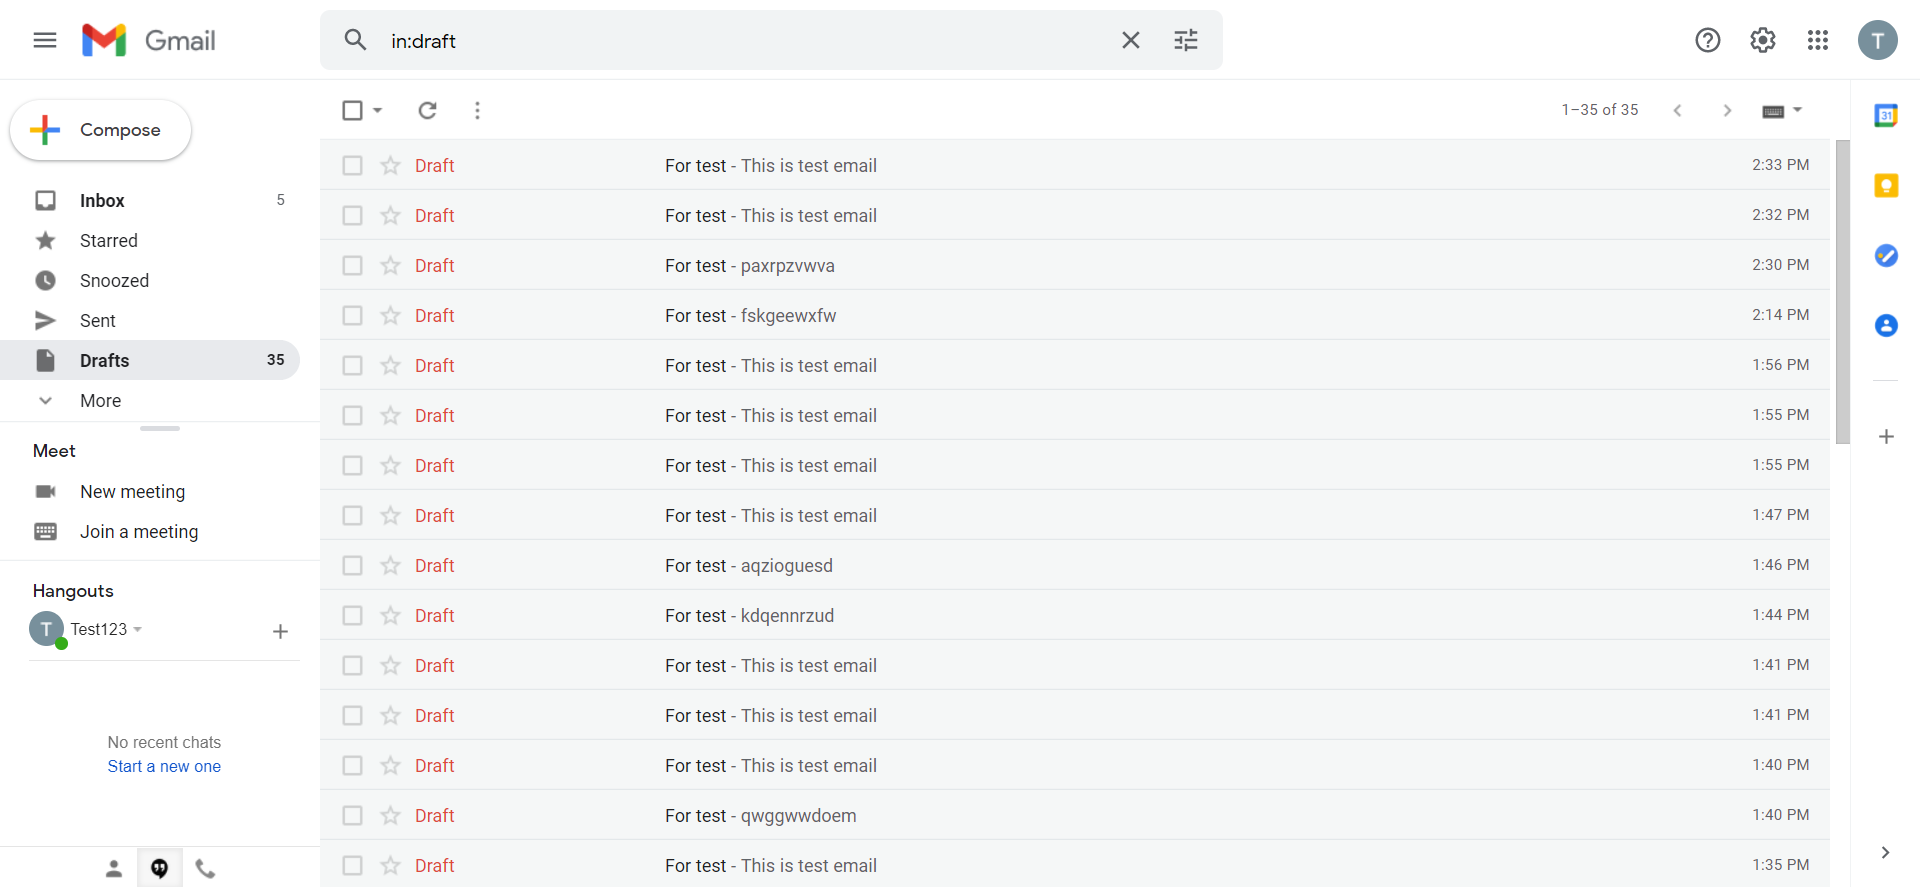 Gmail
in:draft
T
Compose
1–35 of 35
31
Inbox 5
Starred
Snoozed
Sent
Drafts 35
More
Meet
New meeting
Join a meeting
Hangouts
T Test123
No recent chats
Start a new one
Draft For test - This is test email 2:33 PM
Draft For test - This is test email 2:32 PM
Draft For test - paxrpzvwva 2:30 PM
Draft For test - fskgeewxfw 2:14 PM
Draft For test - This is test email 1:56 PM
Draft For test - This is test email 1:55 PM
Draft For test - This is test email 1:55 PM
Draft For test - This is test email 1:47 PM
Draft For test - aqzioguesd 1:46 PM
Draft For test - kdqennrzud 1:44 PM
Draft For test - This is test email 1:41 PM
Draft For test - This is test email 1:41 PM
Draft For test - This is test email 1:40 PM
Draft For test - qwggwwdoem 1:40 PM
Draft For test - This is test email 1:35 PM